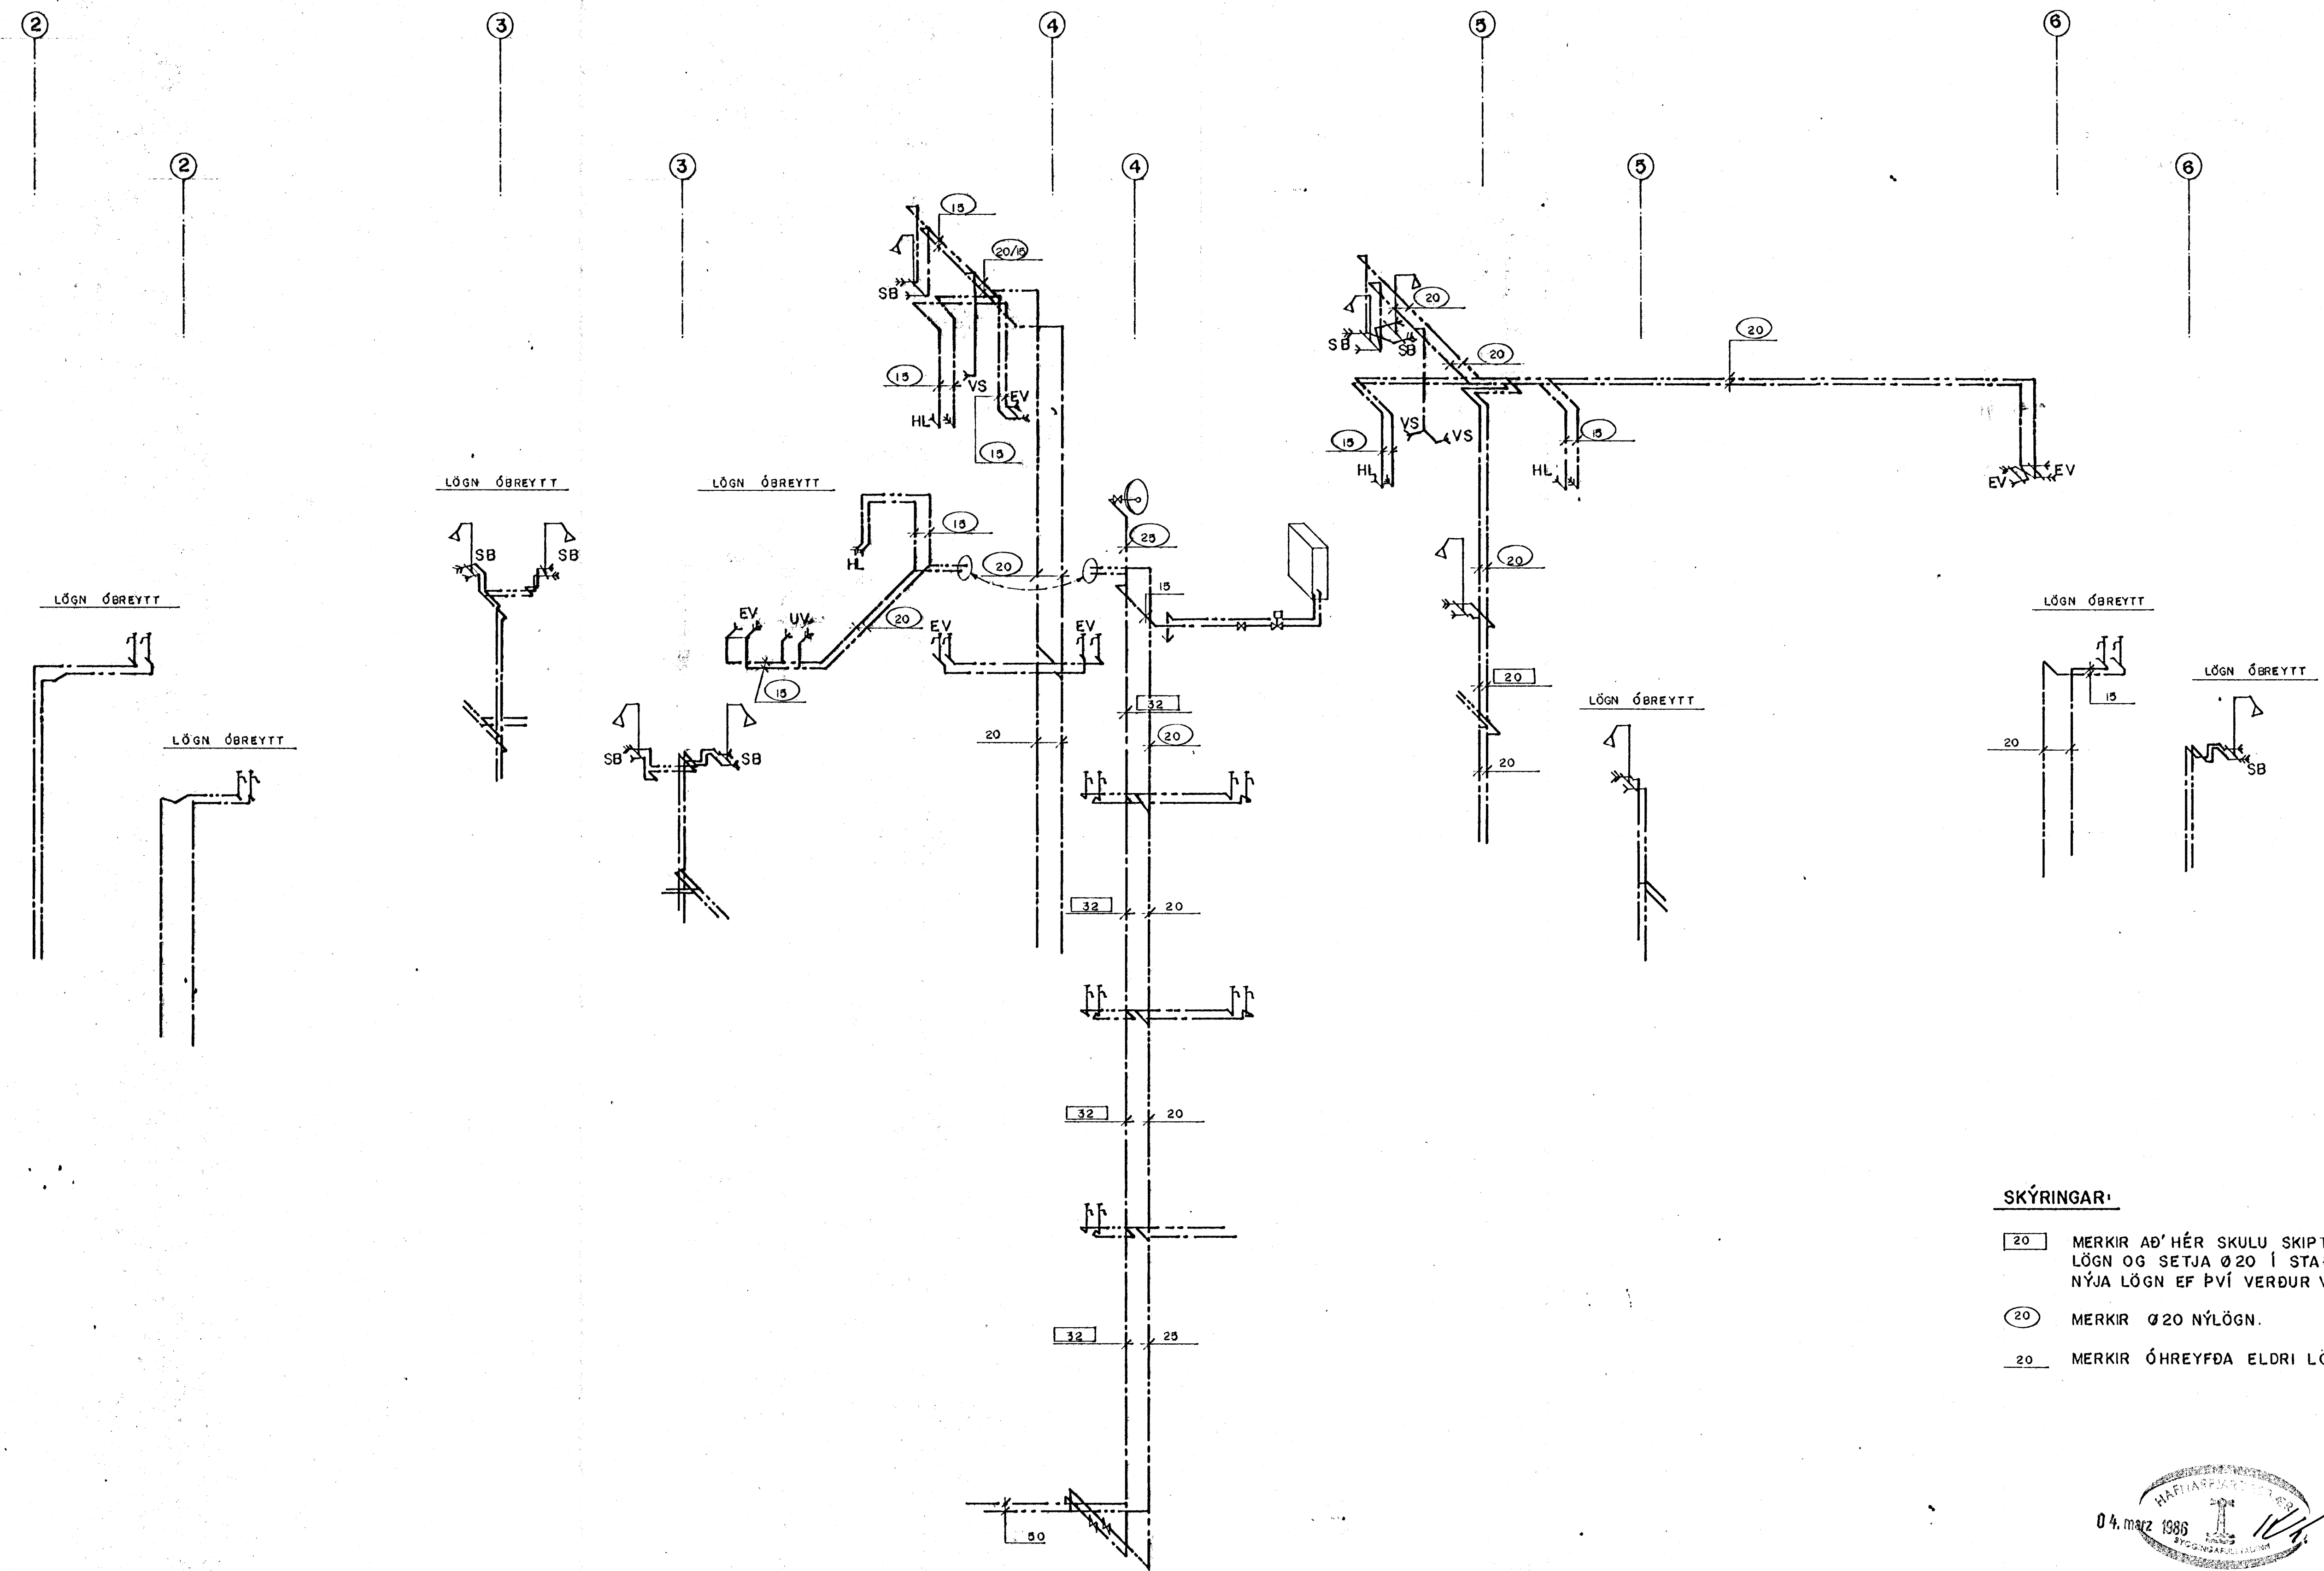 2
3
4
5
6
2
3
4
5
6
15
20/15
SB
15
VS
EV
HL
15
20
SB
SB
20
20
15
VS
VS
HL
15
HL
EV
EV
LÖGN ÓBREYTT
LÖGN ÓBREYTT
SB
SB
15
HL
20
25
15
20
LÖGN ÓBREYTT
LÖGN ÓBREYTT
EV
UV
20
EV
EV
15
20
LÖGN ÓBREYTT
LÖGN ÓBREYTT
15
20
SB
LÖGN ÓBREYTT
SB
SB
20
32
20
20
32
20
32
20
32
25
50
SKÝRINGAR:
20 MERKIR AÐ HÉR SKULU
LÖGN OG SETJA Ø20 Í
NÝJA LÖGN EF ÞVÍ VERÐUR
20 MERKIR Ø20 NÝLÖGN.
20 MERKIR ÓHREYFÐA ELDRI
04. marz 1986